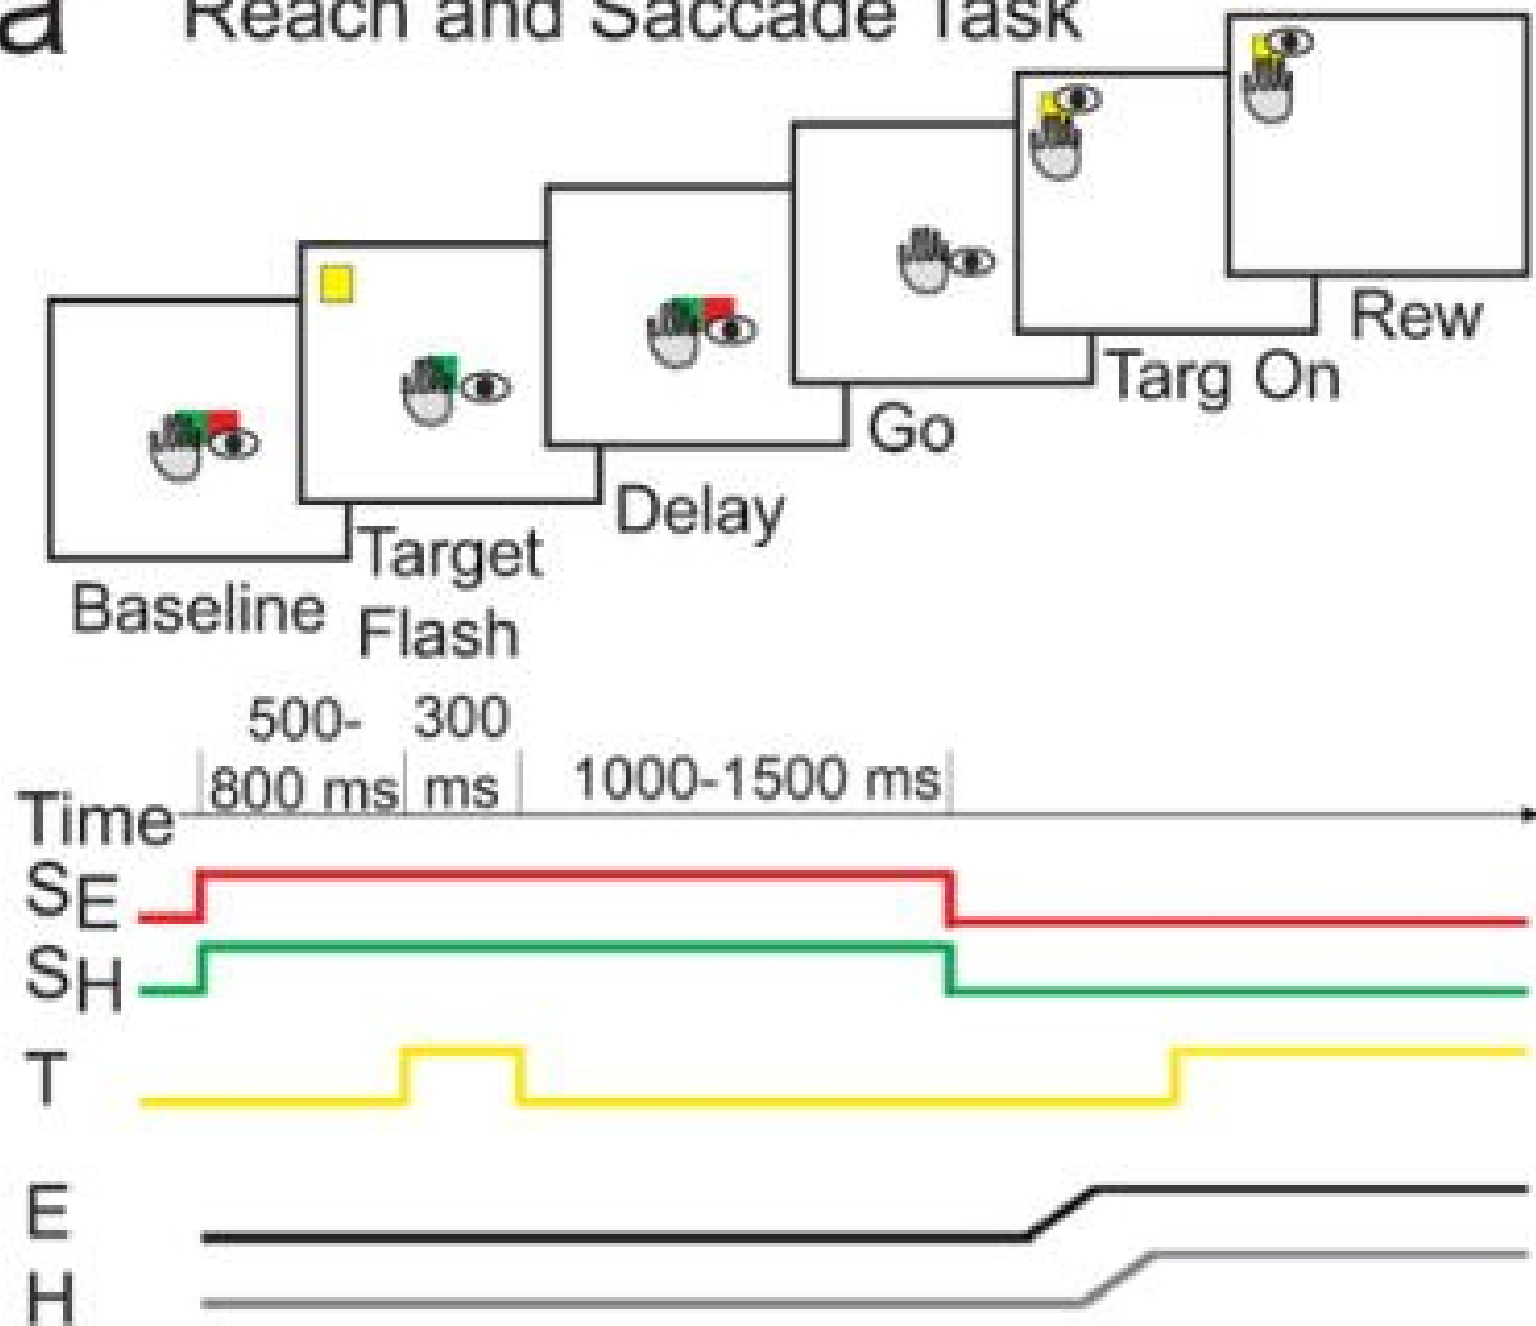 a Reach and Saccade Task
Rew
Targ On
Go
Delay
Target
Flash
Baseline
500-
800 ms
300
ms
1000-1500 ms
Time
SE
SH
T
E
H